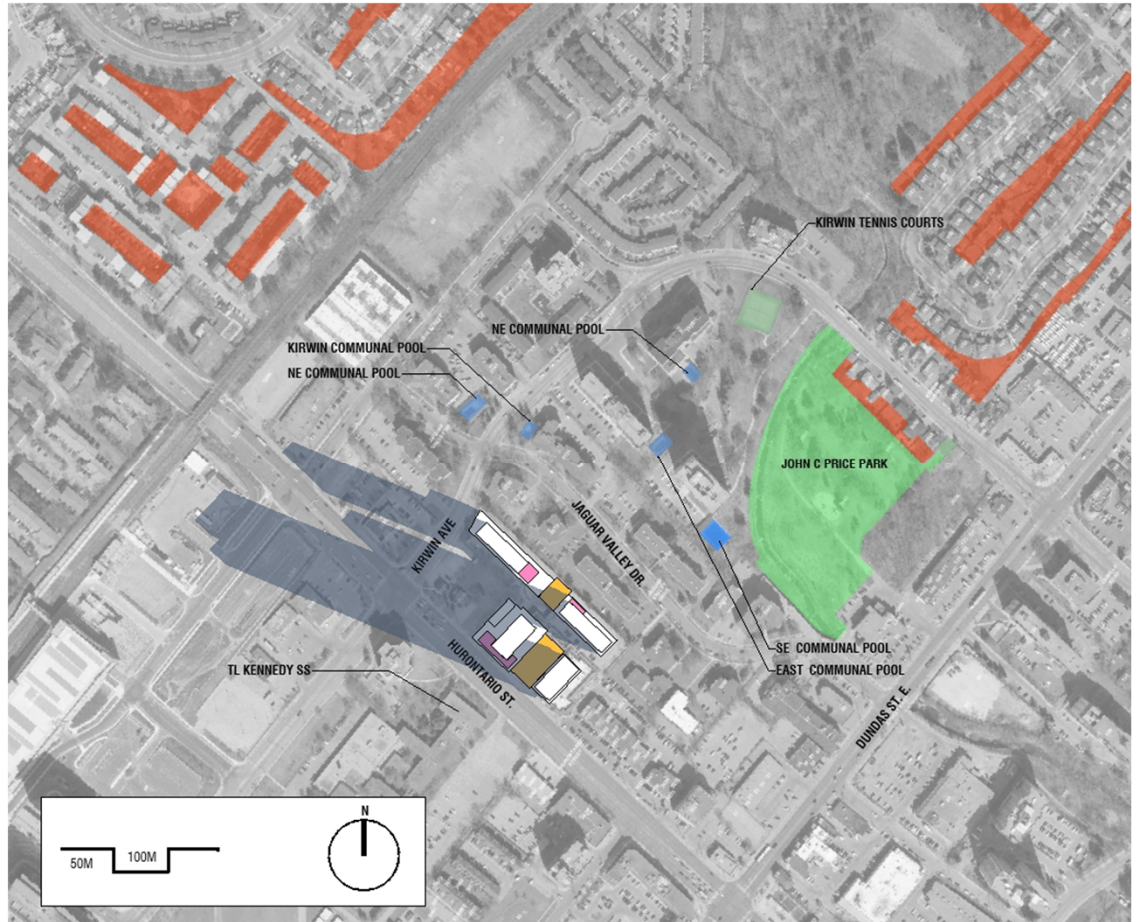 KIRWIN TENNIS COURTS
NE COMMUNAL POOL
KIRWIN COMMUNAL POOL
NE COMMUNAL POOL
JOHN C PRICE PARK
KIRWIN AVE
JAGUAR VALLEY DR.
HURONTARIO ST.
TL KENNEDY SS
SE COMMUNAL POOL
EAST COMMUNAL POOL
DUNDAS ST. E.
50M
100M
N